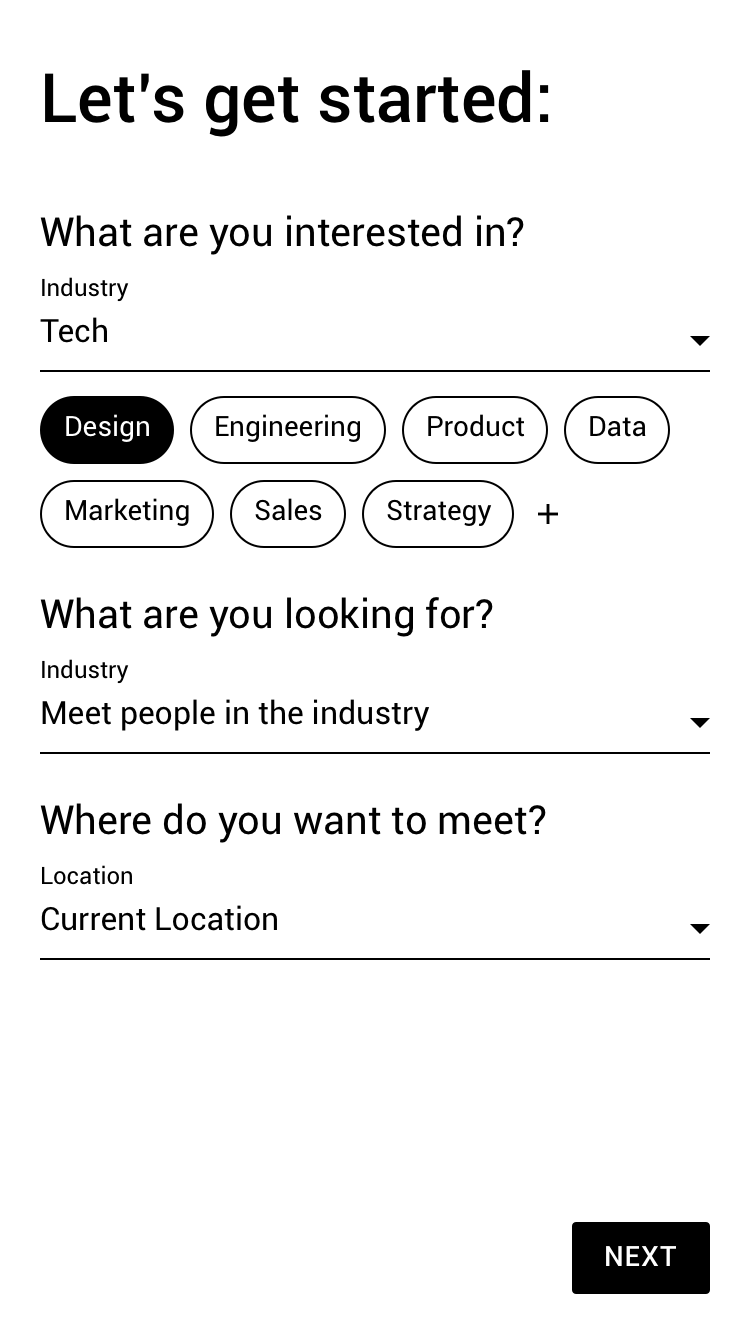 Let's get started:
What are you interested in?
Industry
Tech
Design Engineering Product Data
Marketing Sales Strategy +
What are you looking for?
Industry
Meet people in the industry
Where do you want to meet?
Location
Current Location
NEXT